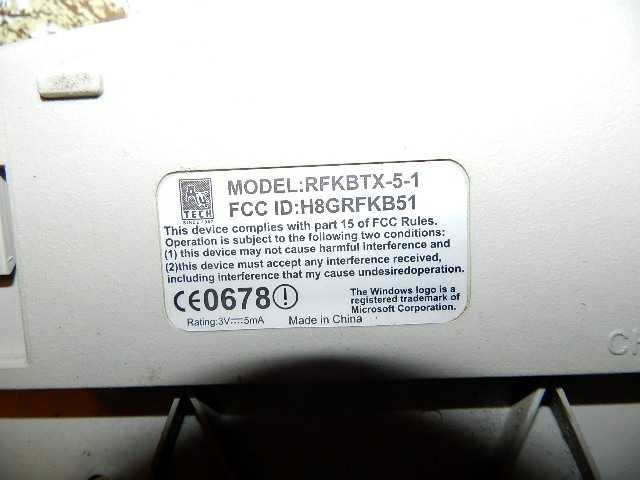 MODEL:RFKBTX-5-1
FCC ID:H8GRFKB51
TECH
This device complies with part 15 of FCC Rules.
Operation is subject to the following two conditions:
(1) this device may not cause harmful Interference and
(2)this device must accept any interference received,
including interference that my cause undesiredoperation.
CE0678
The Windows logo is a
registered trademark of
Microsoft Corporation.
Rating:3V⎓5mA
Made in China